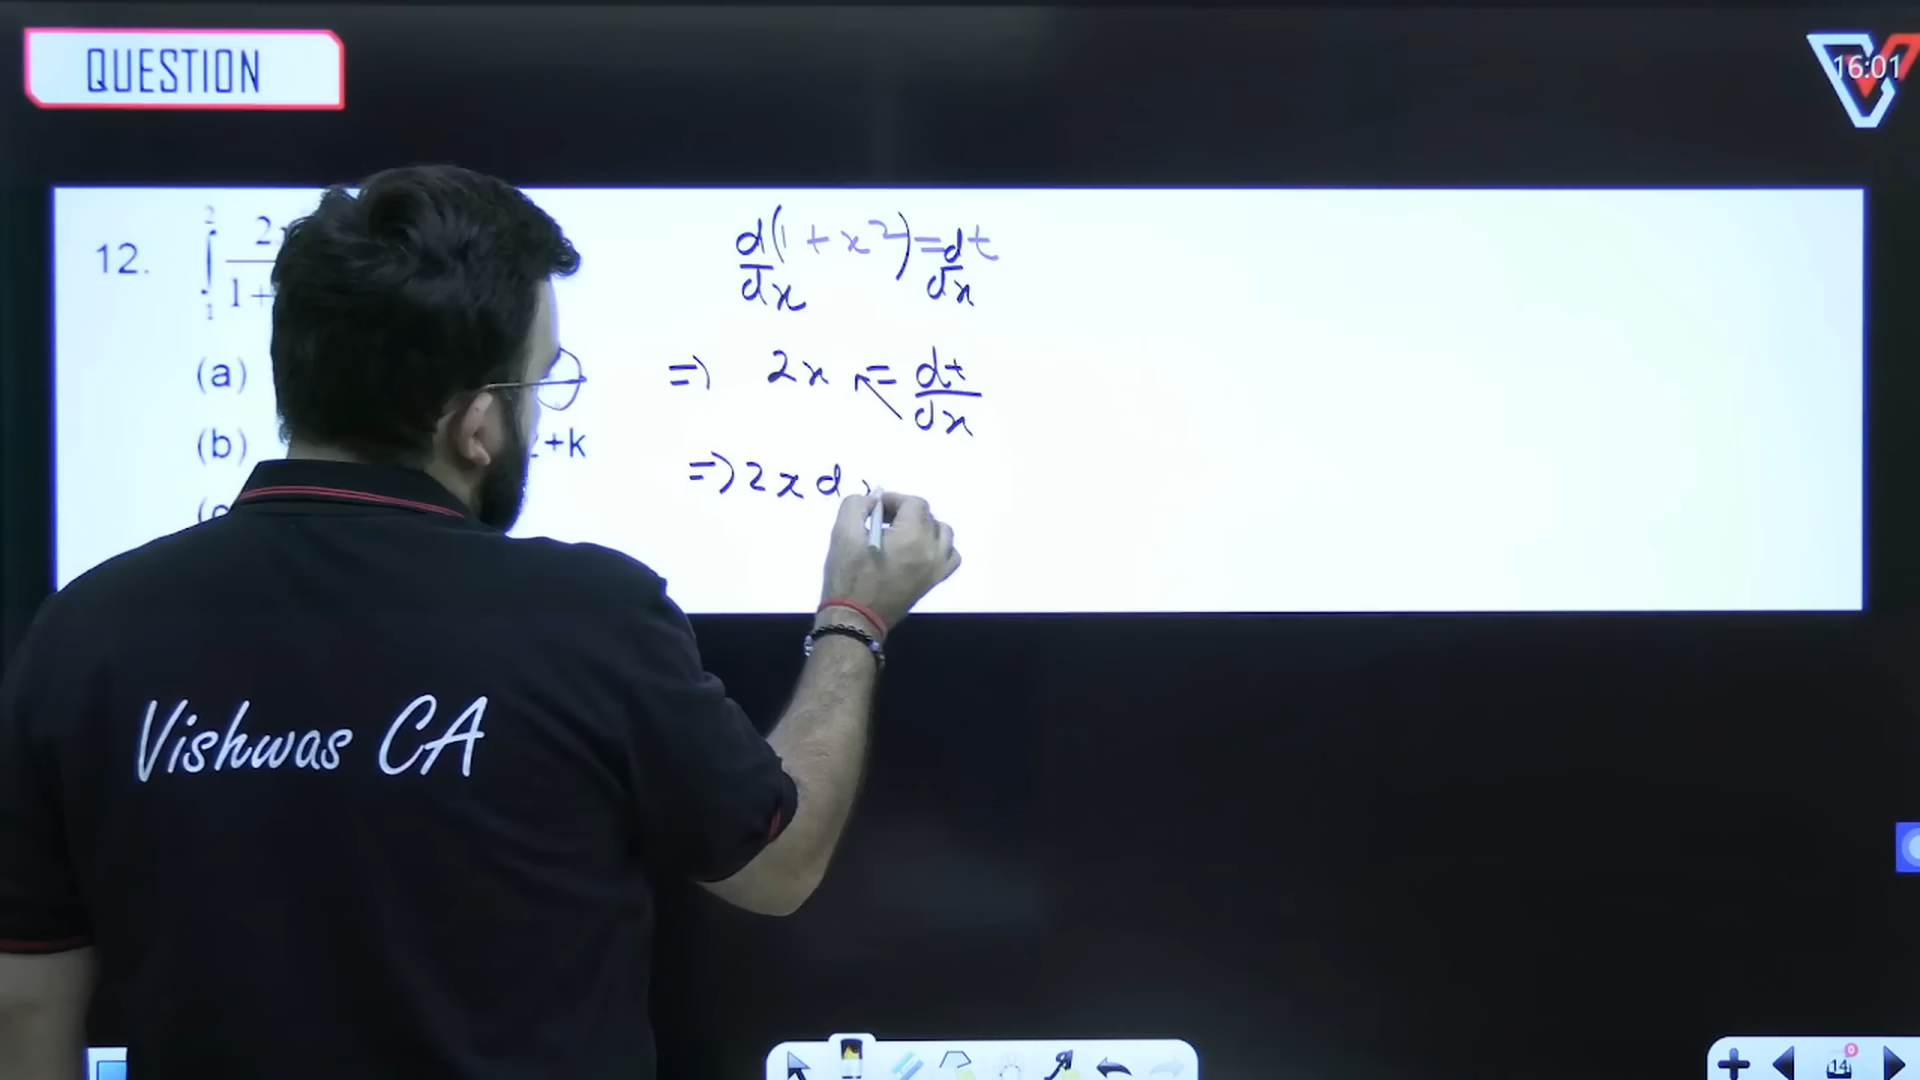 QUESTION
16:01
12. ∫ 2 1 2 1+
d/dx (1 + x²) = dt/dx
(a)
=> 2x = dt/dx
(b) +k
=> 2x d
Vishwas CA
14